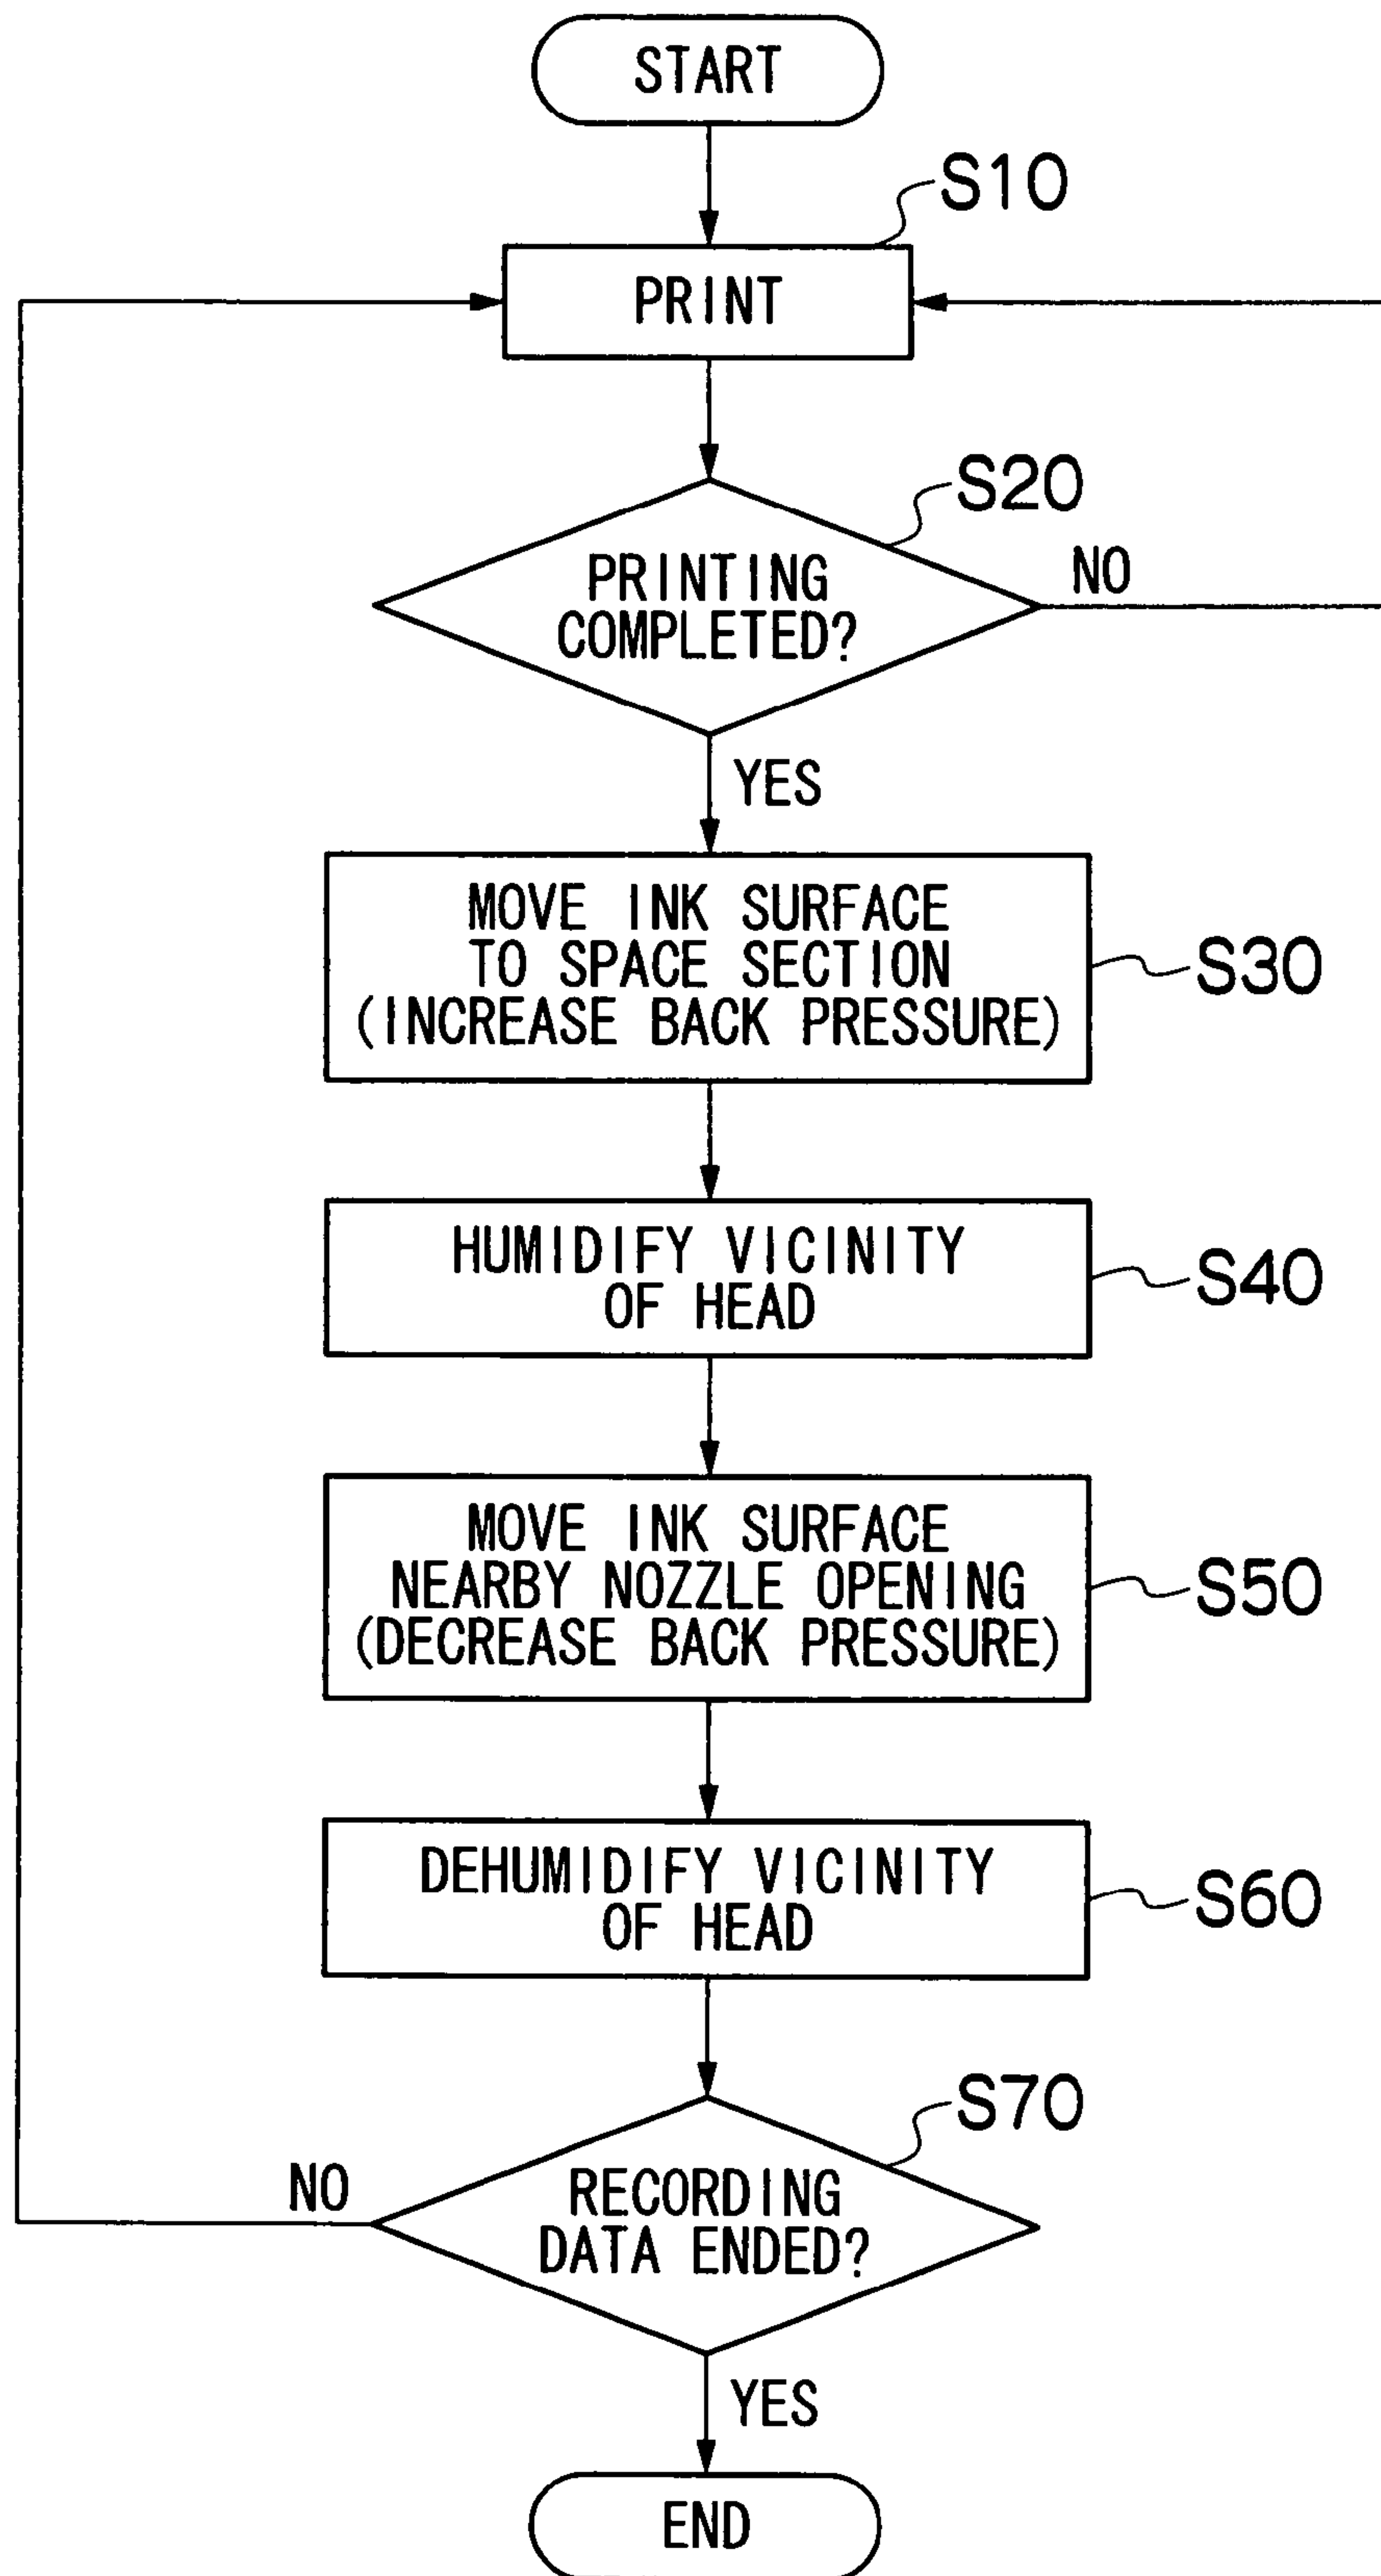 START
S10
PRINT
S20
PRINTING
COMPLETED?
NO
YES
MOVE INK SURFACE
TO SPACE SECTION
(INCREASE BACK PRESSURE)
S30
HUMIDIFY VICINITY
OF HEAD
S40
MOVE INK SURFACE
NEARBY NOZZLE OPENING
(DECREASE BACK PRESSURE)
S50
DEHUMIDIFY VICINITY
OF HEAD
S60
S70
NO
RECORDING
DATA ENDED?
YES
END